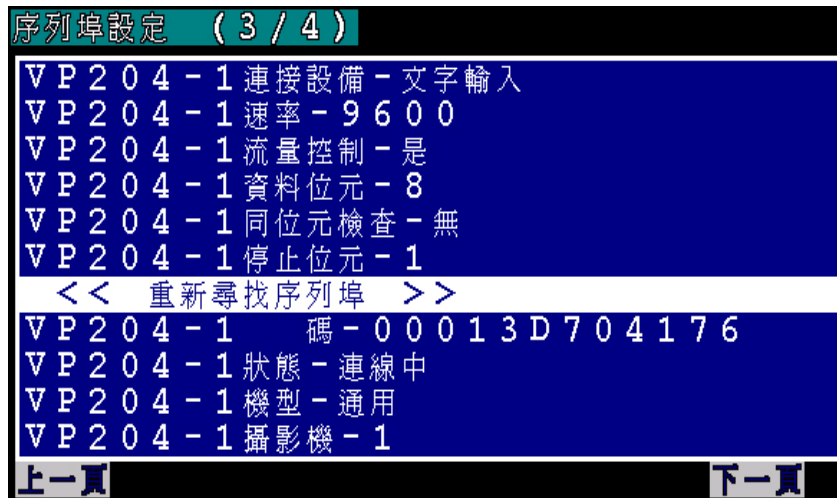 序列埠設定 (3/4)
VP204-1連接設備-文字輸入
VP204-1速率-9600
VP204-1流量控制-是
VP204-1資料位元-8
VP204-1同位元檢查-無
VP204-1停止位元-1
<< 重新尋找序列埠 >>
VP204-1 碼-00013D704176
VP204-1狀態-連線中
VP204-1機型-通用
VP204-1攝影機-1
上一頁 下一頁